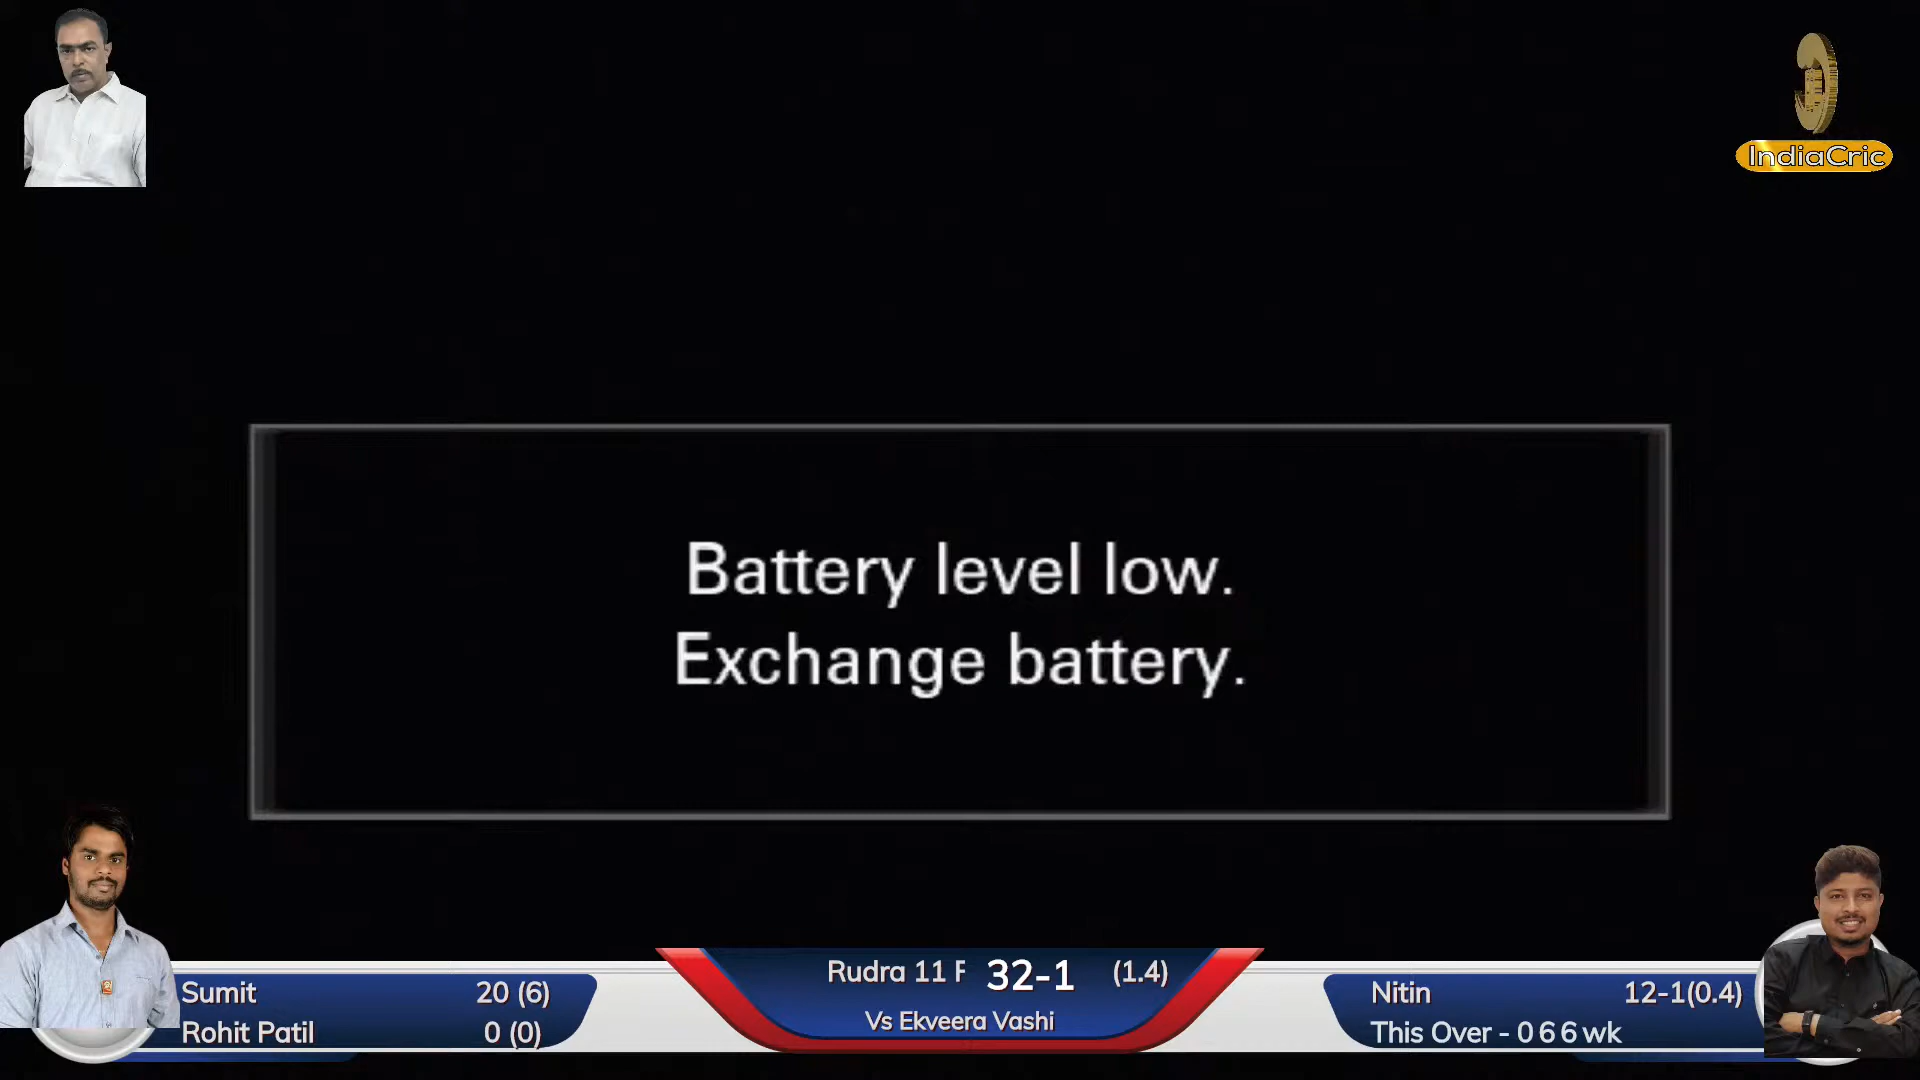 IndiaCric
Battery level low.
Exchange battery.
Sumit 20 (6)
Rohit Patil 0 (0)
Rudra 11 F 32-1 (1.4)
Vs Ekveera Vashi
Nitin 12-1(0.4)
This Over - 0 6 6 wk